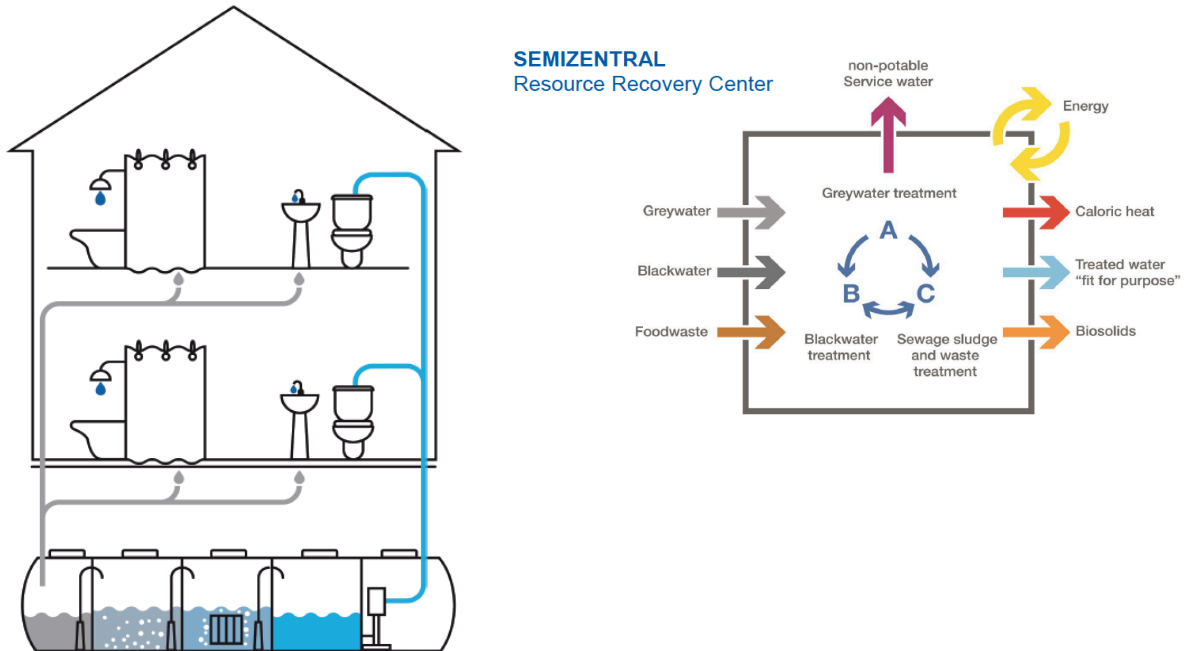 SEMIZENTRAL
Resource Recovery Center
non-potable
Service water
Energy
Greywater treatment
Greywater
Caloric heat
A
Blackwater
Treated water
“fit for purpose”
B
C
Foodwaste
Blackwater
treatment
Sewage sludge
and waste
treatment
Biosolids